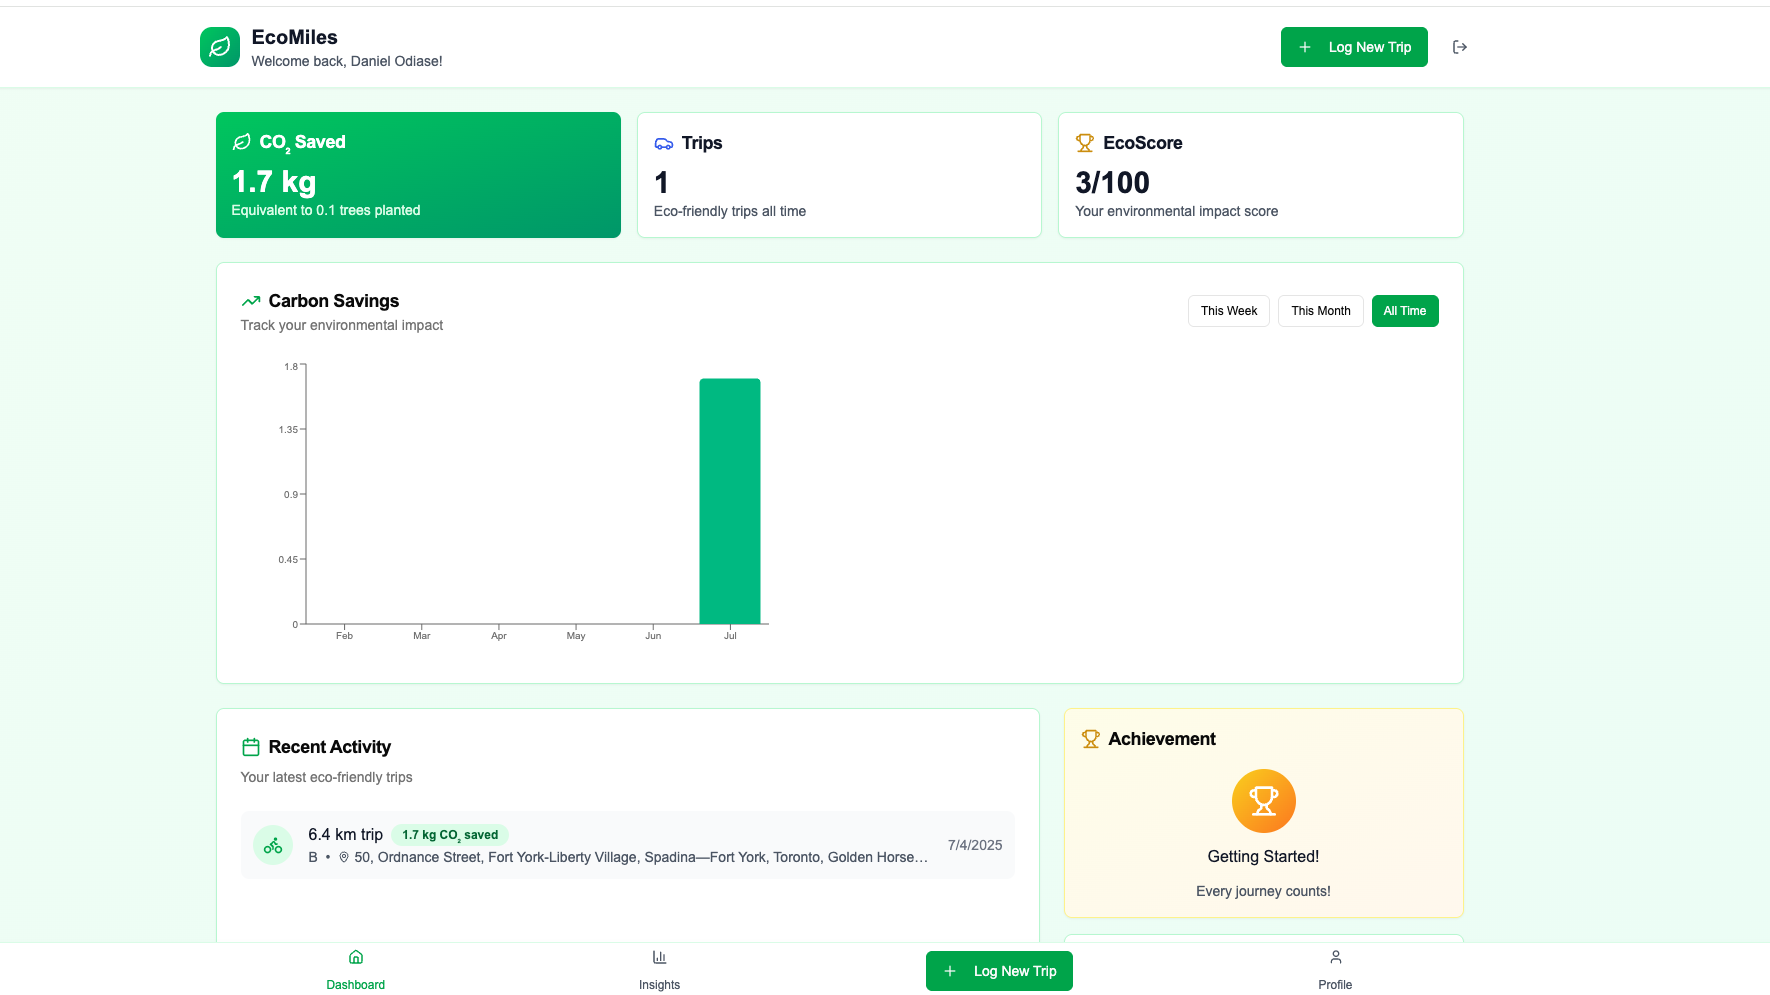 EcoMiles
Welcome back, Daniel Odiase!
Log New Trip
CO₂ Saved
1.7 kg
Equivalent to 0.1 trees planted
Trips
1
Eco-friendly trips all time
EcoScore
3/100
Your environmental impact score
Carbon Savings
Track your environmental impact
This Week
This Month
All Time
1.8
1.35
0.9
0.45
0
Feb
Mar
Apr
May
Jun
Jul
Recent Activity
Your latest eco-friendly trips
6.4 km trip
1.7 kg CO₂ saved
B • 50, Ordnance Street, Fort York-Liberty Village, Spadina—Fort York, Toronto, Golden Horse…
7/4/2025
Achievement
Getting Started!
Every journey counts!
Dashboard
Insights
Log New Trip
Profile